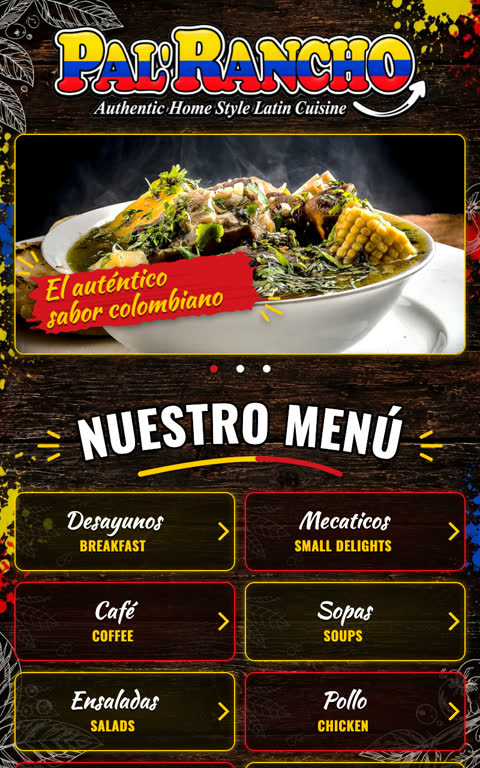 PAL' RANCHO
Authentic Home Style Latin Cuisine
El auténtico
sabor colombiano
NUESTRO MENÚ
Desayunos
BREAKFAST
Mecaticos
SMALL DELIGHTS
Café
COFFEE
Sopas
SOUPS
Ensaladas
SALADS
Pollo
CHICKEN